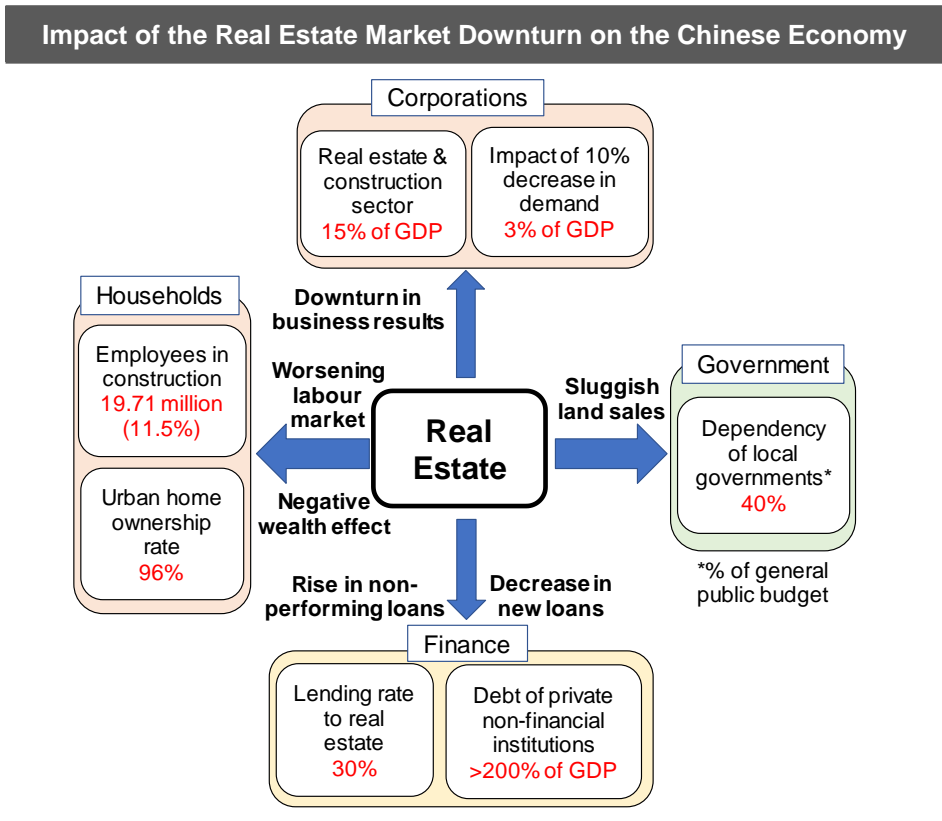 Impact of the Real Estate Market Downturn on the Chinese Economy
Corporations
Real estate &
construction
sector
15% of GDP
Impact of 10%
decrease in
demand
3% of GDP
Downturn in
business results
Households
Employees in
construction
19.71 million
(11.5%)
Urban home
ownership
rate
96%
Worsening
labour
market
Negative
wealth effect
Real
Estate
Sluggish
land sales
Government
Dependency
of local
governments*
40%
*% of general
public budget
Rise in non-
performing loans
Decrease in
new loans
Finance
Lending rate
to real
estate
30%
Debt of private
non-financial
institutions
>200% of GDP